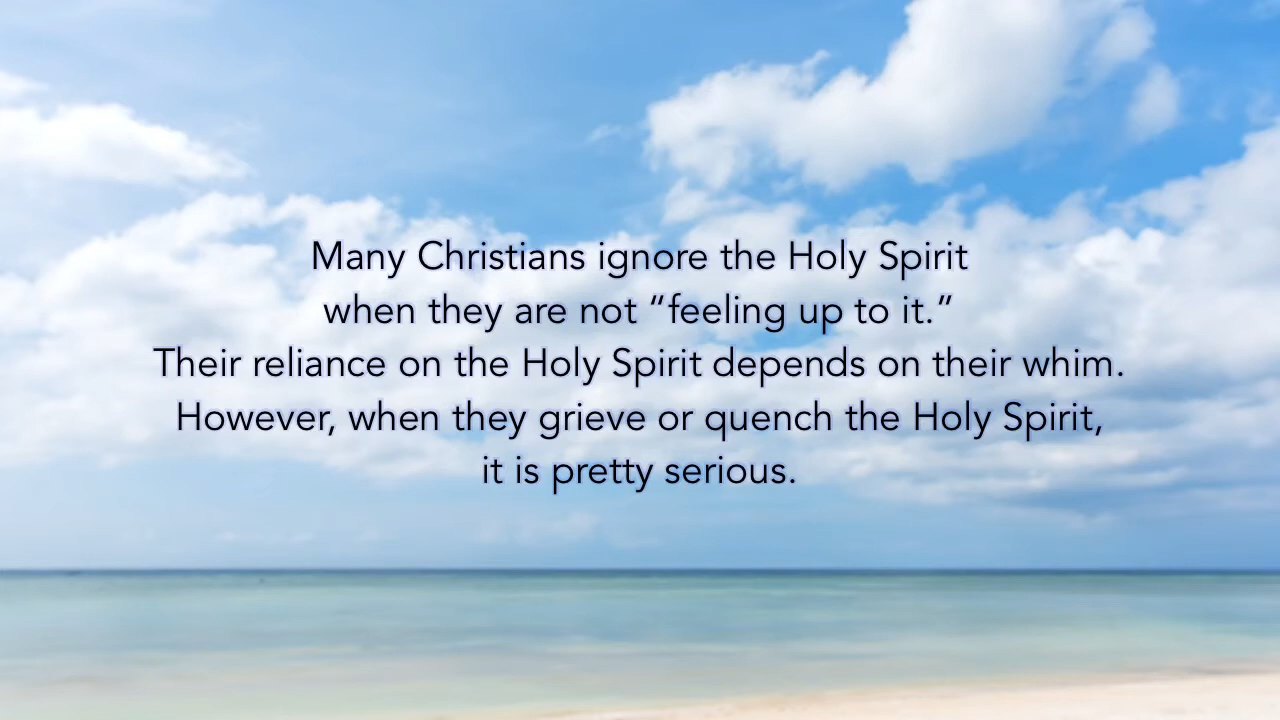 Many Christians ignore the Holy Spirit
when they are not “feeling up to it.”
Their reliance on the Holy Spirit depends on their whim.
However, when they grieve or quench the Holy Spirit,
it is pretty serious.